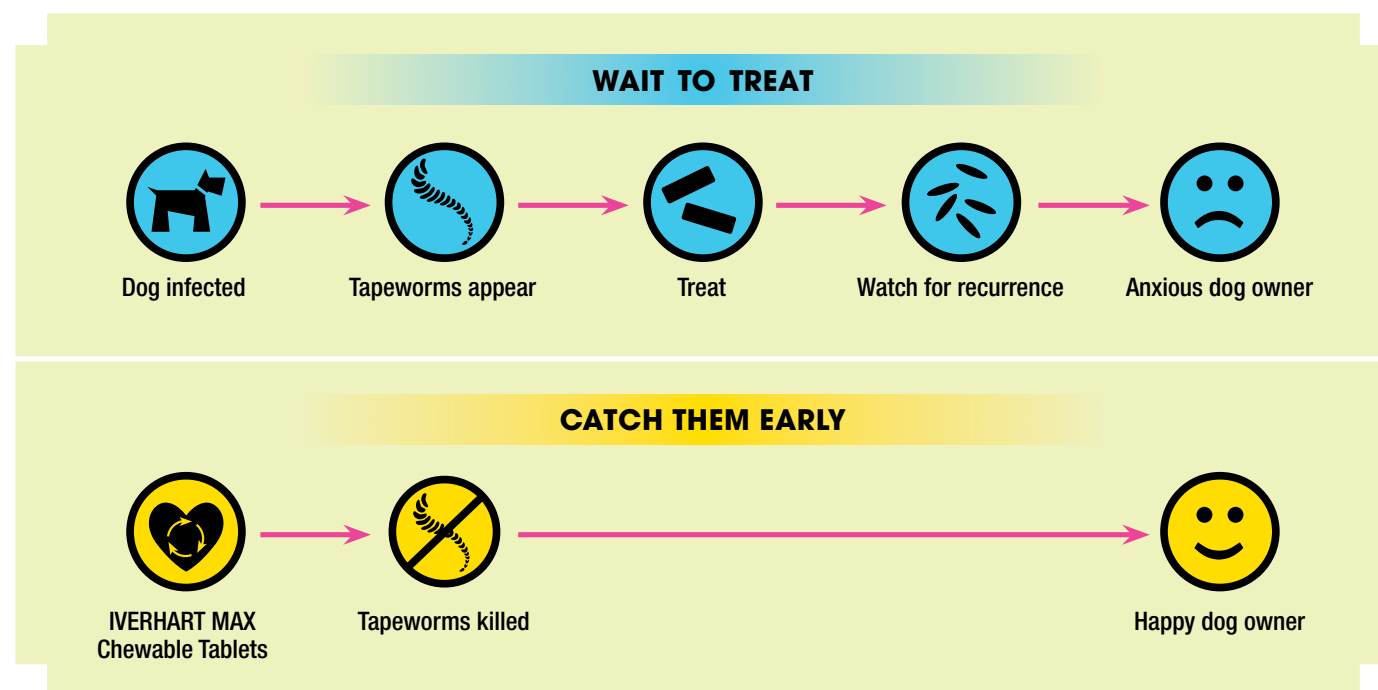 WAIT TO TREAT
Dog infected
Tapeworms appear
Treat
Watch for recurrence
Anxious dog owner
CATCH THEM EARLY
IVERHART MAX
Chewable Tablets
Tapeworms killed
Happy dog owner